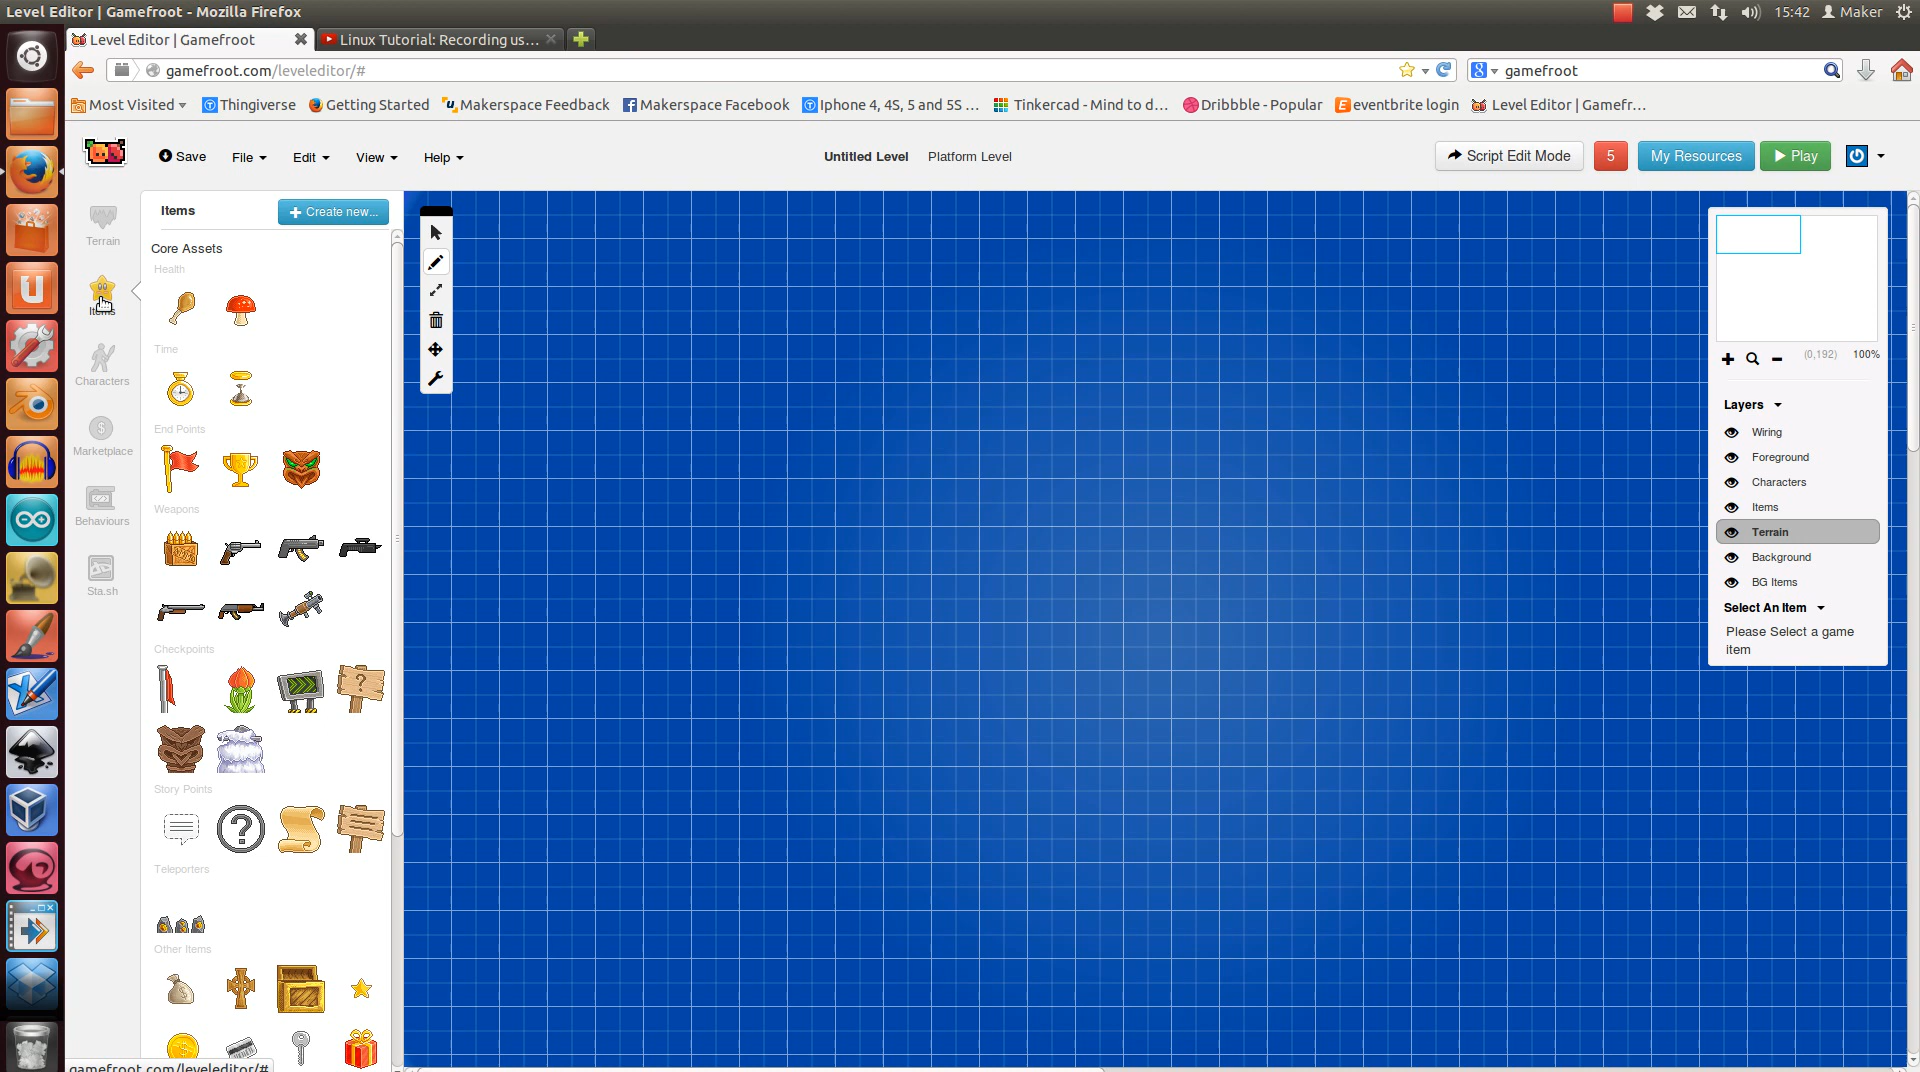 Level Editor | Gamefroot - Mozilla Firefox
15:42 Maker
Level Editor | Gamefroot
Linux Tutorial: Recording us...
gamefroot.com/leveleditor/#
gamefroot
Most Visited
Thingiverse
Getting Started
Makerspace Feedback
Makerspace Facebook
Iphone 4, 4S, 5 and 5S ...
Tinkercad - Mind to d...
Dribbble - Popular
eventbrite login
Level Editor | Gamefr...
Save
File
Edit
View
Help
Untitled Level
Platform Level
Script Edit Mode
5
My Resources
Play
Terrain
Items
Characters
Marketplace
Behaviours
Sta.sh
Items
Create new...
Core Assets
Health
Time
End Points
Weapons
Checkpoints
Story Points
Teleporters
Other Items
(0,192)
100%
Layers
Wiring
Foreground
Characters
Items
Terrain
Background
BG Items
Select An Item
Please Select a game
item
gamefroot.com/leveleditor/#